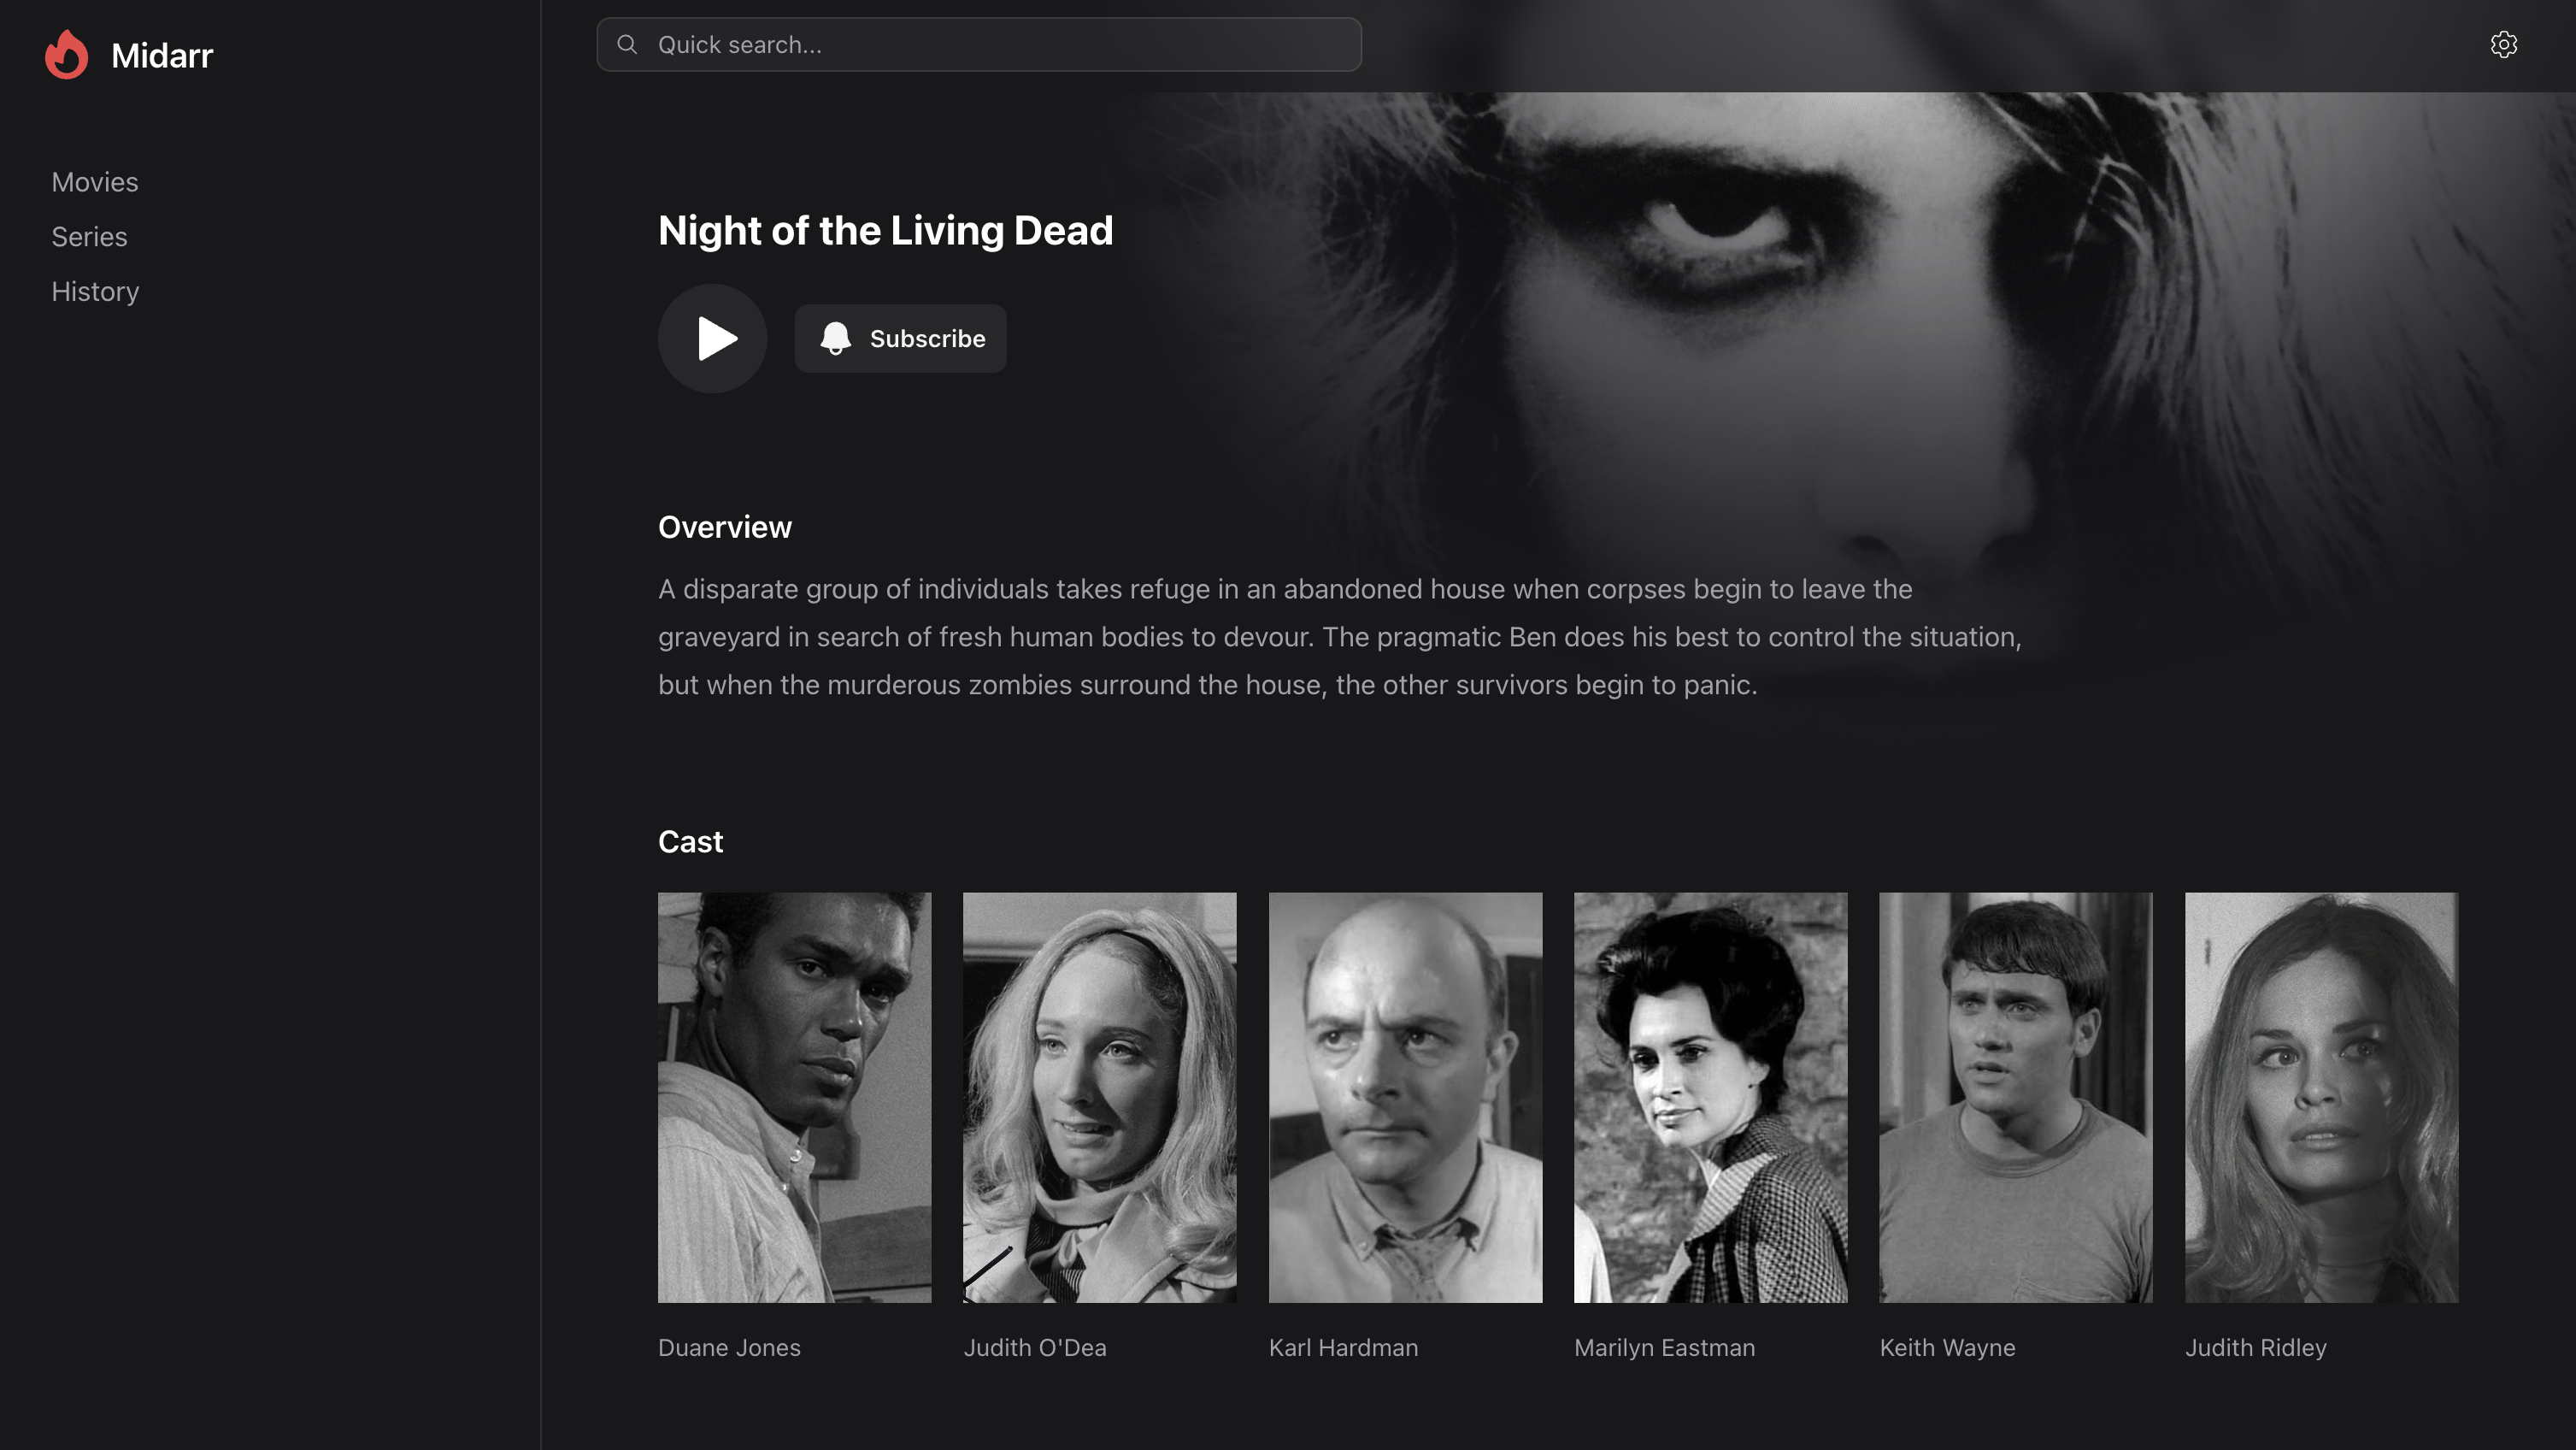 Midarr
Quick search...
Movies
Series
History
Night of the Living Dead
Subscribe
Overview
A disparate group of individuals takes refuge in an abandoned house when corpses begin to leave the
graveyard in search of fresh human bodies to devour. The pragmatic Ben does his best to control the situation,
but when the murderous zombies surround the house, the other survivors begin to panic.
Cast
Duane Jones
Judith O'Dea
Karl Hardman
Marilyn Eastman
Keith Wayne
Judith Ridley